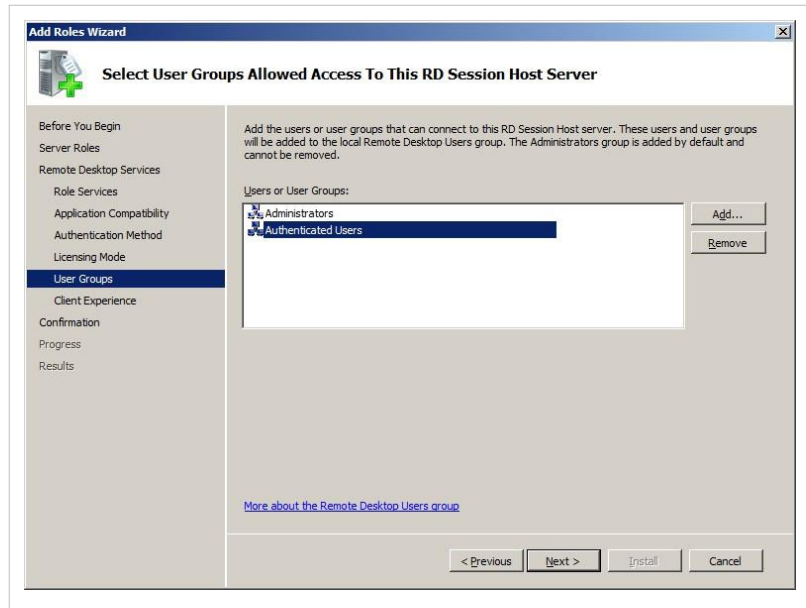 Add Roles Wizard
Select User Groups Allowed Access To This RD Session Host Server
Before You Begin
Server Roles
Remote Desktop Services
Role Services
Application Compatibility
Authentication Method
Licensing Mode
User Groups
Client Experience
Confirmation
Progress
Results
Add the users or user groups that can connect to this RD Session Host server. These users and user groups
will be added to the local Remote Desktop Users group. The Administrators group is added by default and
cannot be removed.
Users or User Groups:
Administrators
Authenticated Users
Add...
Remove
More about the Remote Desktop Users group
< Previous
Next >
Install
Cancel